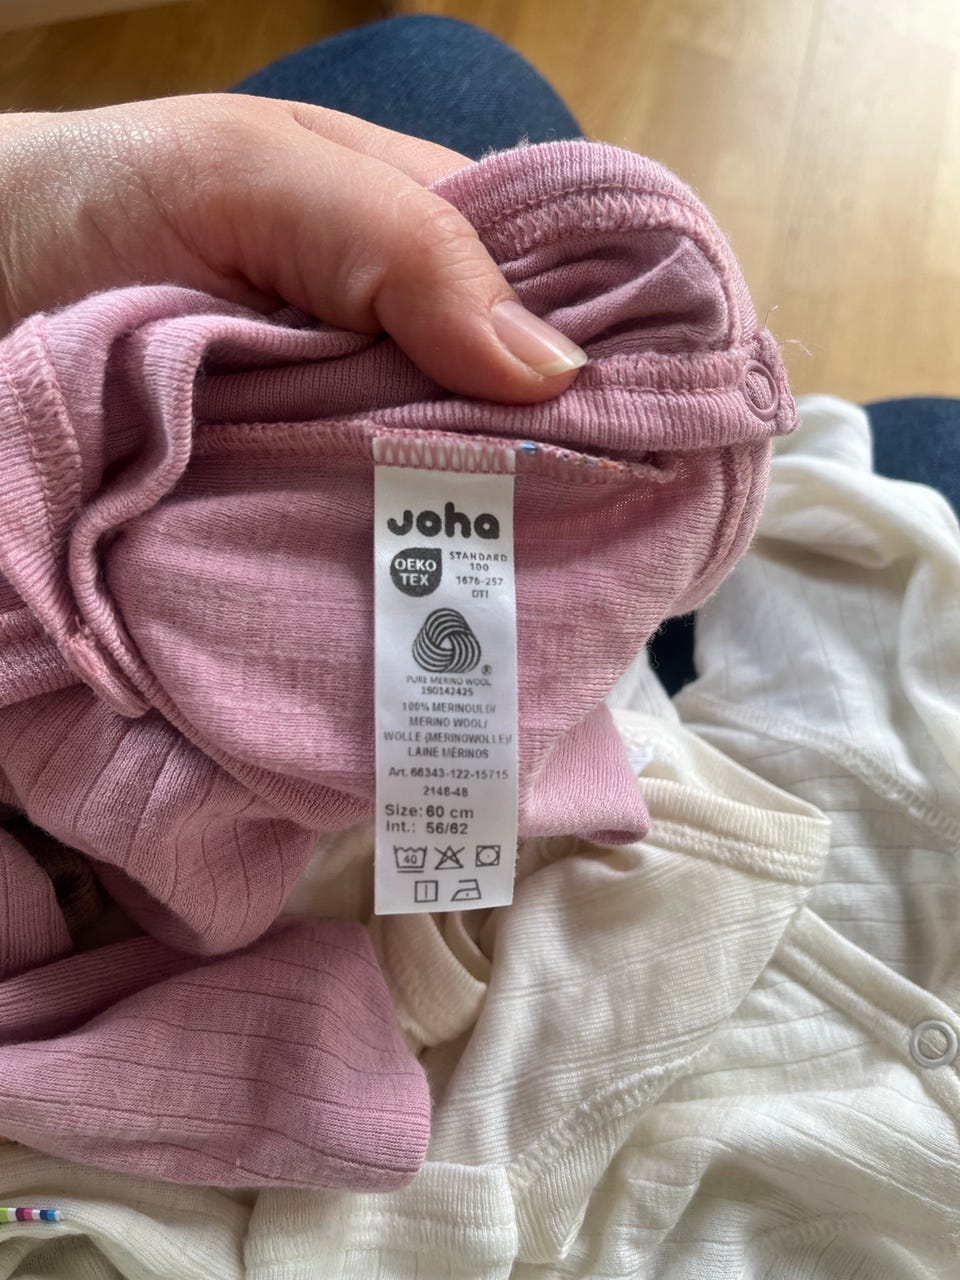 Joha
OEKO
TEX
STANDARD
100
1676-257
DTI
®
PURE MERINO WOOL
190142425
100% MERINOULD/
MERINO WOOL/
WOLLE (MERINOWOLLE)/
LAINE MÉRINOS
Art. 66343-122-15715
2148-48
Size: 60 cm
Int.: 56/62
40